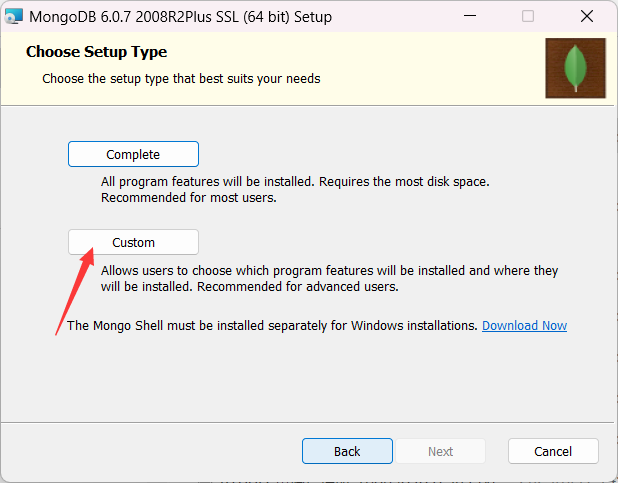 MongoDB 6.0.7 2008R2Plus SSL (64 bit) Setup
Choose Setup Type
Choose the setup type that best suits your needs
Complete
All program features will be installed. Requires the most disk space.
Recommended for most users.
Custom
Allows users to choose which program features will be installed and where they
will be installed. Recommended for advanced users.
The Mongo Shell must be installed separately for Windows installations. Download Now
Back Next Cancel